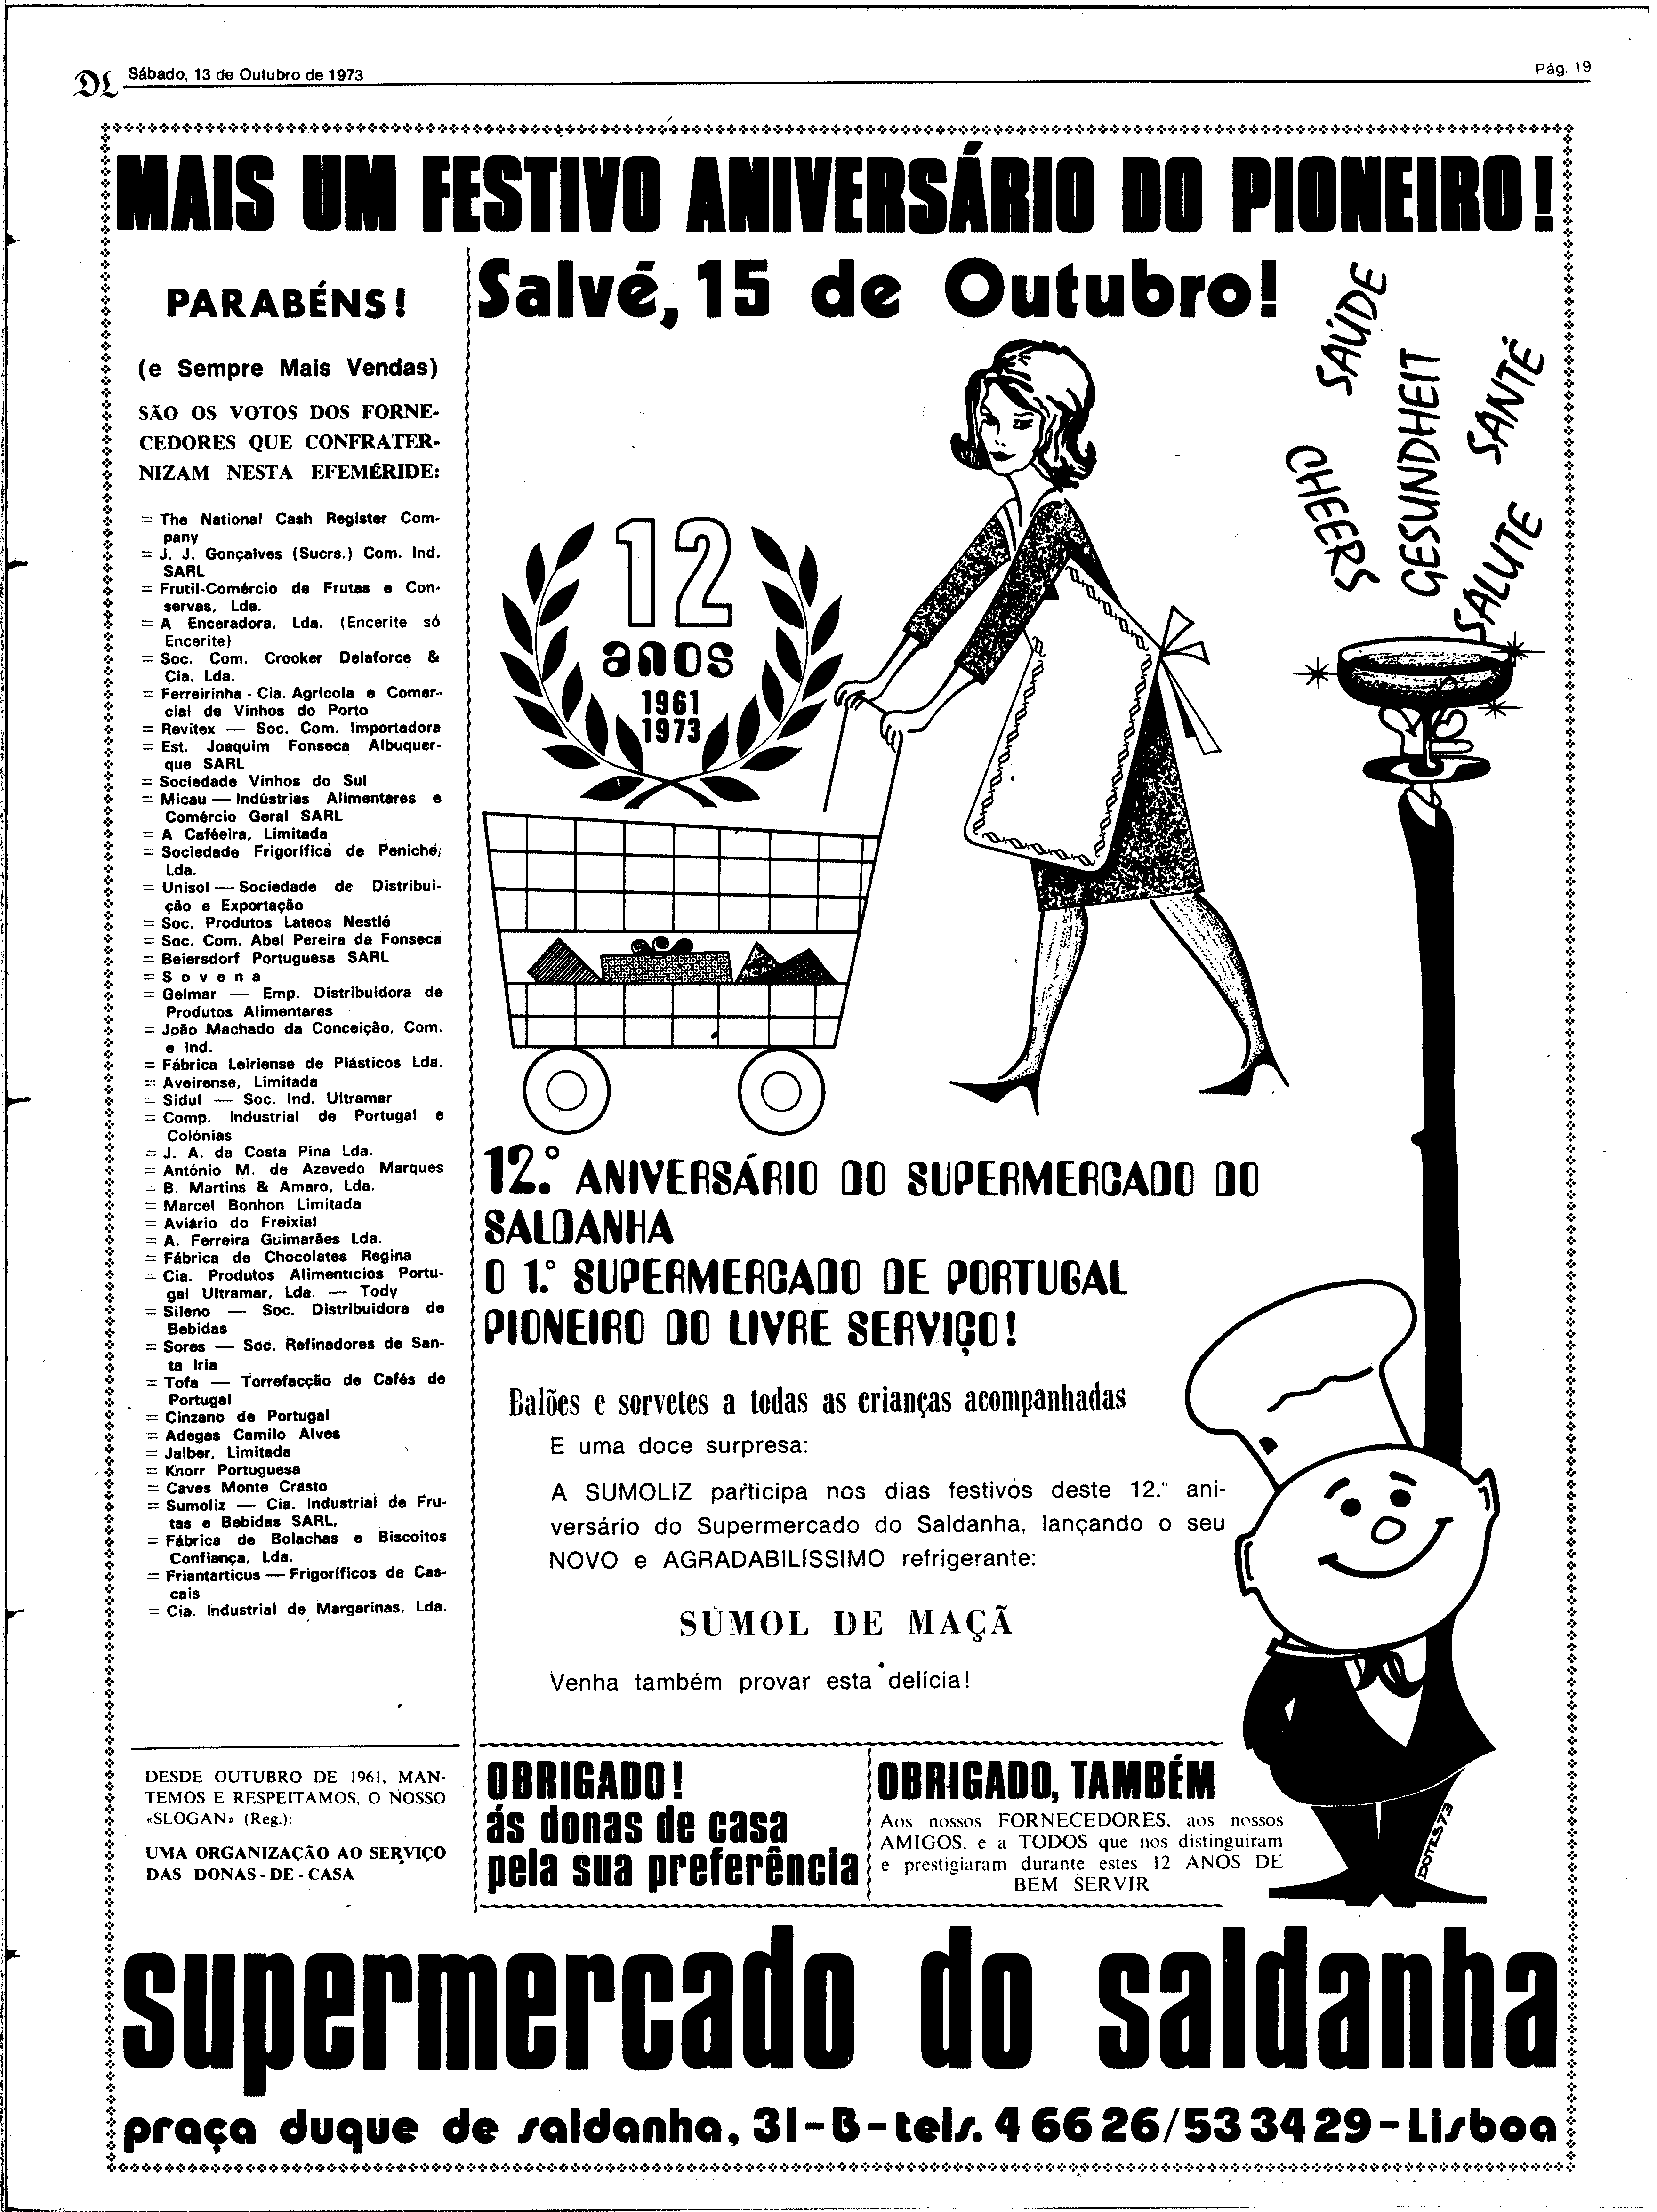 DL Sábado, 13 de Outubro de 1973
Pág. 19
MAIS UM FESTIVO ANIVERSÁRIO DO PIONEIRO!
PARABÉNS!
(e Sempre Mais Vendas)
SÃO OS VOTOS DOS FORNE-
CEDORES QUE CONFRATER-
NIZAM NESTA EFEMÉRIDE:
= The National Cash Register Com-
pany
= J. J. Gonçalves (Sucrs.) Com. Ind.
SARL
= Frutil-Comércio de Frutas e Con-
servas, Lda.
= A Enceradora, Lda. (Encerite só
Encerite)
= Soc. Com. Crooker Delaforce &
Cia. Lda.
= Ferreirinha - Cia. Agrícola e Comer-
cial de Vinhos do Porto
= Revitex — Soc. Com. Importadora
= Est. Joaquim Fonseca Albuquer-
que SARL
= Sociedade Vinhos do Sul
= Micau — Indústrias Alimentares e
Comércio Geral SARL
= A Caféeira, Limitada
= Sociedade Frigorífica de Peniche,
Lda.
= Unisol — Sociedade de Distribui-
ção e Exportação
= Soc. Produtos Lateos Nestlé
= Soc. Com. Abel Pereira da Fonseca
= Beiersdorf Portuguesa SARL
= Sovena
= Gelmar — Emp. Distribuidora de
Produtos Alimentares
= João Machado da Conceição, Com.
e Ind.
= Fábrica Leiriense de Plásticos Lda.
= Aveirense, Limitada
= Sidul — Soc. Ind. Ultramar
= Comp. Industrial de Portugal e
Colónias
= J. A. da Costa Pina Lda.
= António M. de Azevedo Marques
= B. Martins & Amaro, Lda.
= Marcel Bonhon Limitada
= Aviário do Freixial
= A. Ferreira Guimarães Lda.
= Fábrica de Chocolates Regina
= Cia. Produtos Alimenticios Portu-
gal Ultramar, Lda. — Tody
= Sileno — Soc. Distribuidora de
Bebidas
= Sores — Soc. Refinadores de San-
ta Iria
= Tofa — Torrefacção de Cafés de
Portugal
= Cinzano de Portugal
= Adegas Camilo Alves
= Jalber, Limitada
= Knorr Portuguesa
= Caves Monte Crasto
= Sumoliz — Cia. Industrial de Fru-
tas e Bebidas SARL.
= Fábrica de Bolachas e Biscoitos
Confiança, Lda.
= Friantarticus — Frigoríficos de Cas-
cais
= Cia. Industrial de Margarinas, Lda.
DESDE OUTUBRO DE 1961, MAN-
TEMOS E RESPEITAMOS, O NOSSO
«SLOGAN» (Reg.):
UMA ORGANIZAÇÃO AO SERVIÇO
DAS DONAS-DE-CASA
Salvé, 15 de Outubro!
SAÚDE
CHEERS
GESUNDHEIT
SANTÉ
SALUTE
12
anos
1961
1973
12.º ANIVERSÁRIO DO SUPERMERCADO DO
SALDANHA
O 1.º SUPERMERCADO DE PORTUGAL
PIONEIRO DO LIVRE SERVIÇO!
Balões e sorvetes a todas as crianças acompanhadas
E uma doce surpresa:
A SUMOLIZ participa nos dias festivos deste 12.º ani-
versário do Supermercado do Saldanha, lançando o seu
NOVO e AGRADABILÍSSIMO refrigerante:
SUMOL DE MAÇÃ
Venha também provar esta delícia!
OBRIGADO!
ás donas de casa
pela sua preferência
OBRIGADO, TAMBÉM
Aos nossos FORNECEDORES, aos nossos
AMIGOS, e a TODOS que nos distinguiram
e prestigiaram durante estes 12 ANOS DE
BEM SERVIR
supermercado do saldanha
praça duque de saldanha, 31-B-tels. 4 66 26/53 34 29-Lisboa